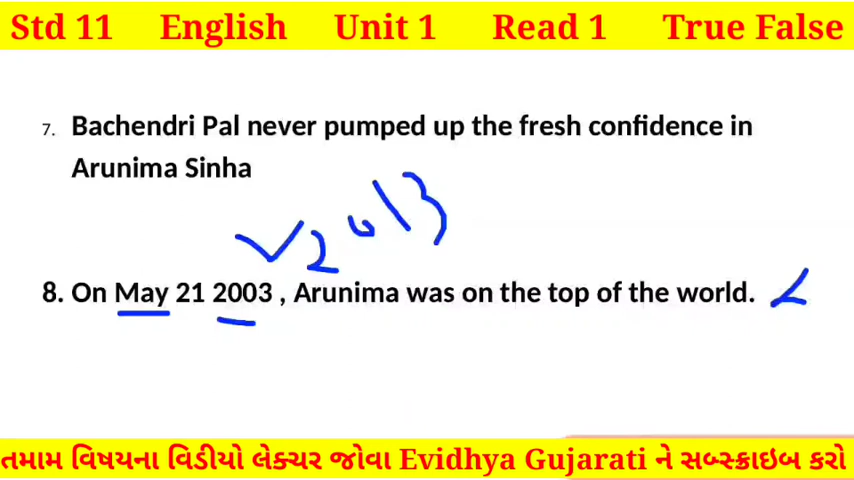 Std 11 English Unit 1 Read 1 True False
7. Bachendri Pal never pumped up the fresh confidence in
Arunima Sinha
2013
8. On May 21 2003 , Arunima was on the top of the world.
તમામ વિષયના વિડીયો લેક્ચર જોવા Evidhya Gujarati ને સબ્સ્ક્રાઇબ કરો